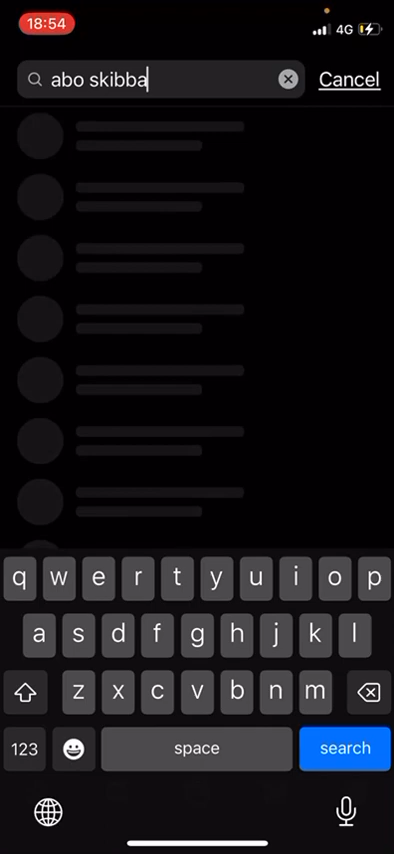 18:54
4G
abo skibba
Cancel
q w e r t y u i o p
a s d f g h j k l
z x c v b n m
123 space search